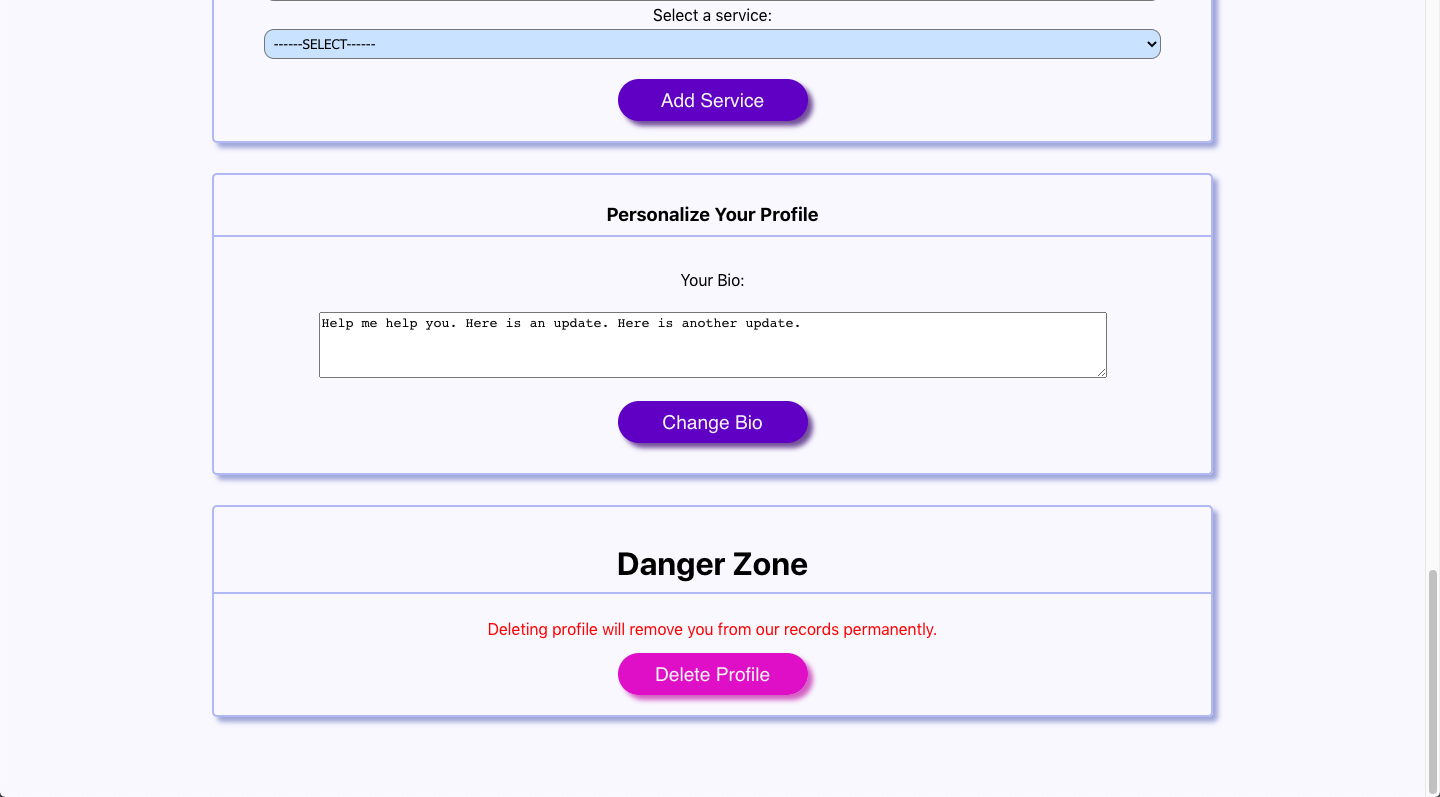 Select a service:
------SELECT------
Add Service
Personalize Your Profile
Your Bio:
Help me help you. Here is an update. Here is another update.
Change Bio
Danger Zone
Deleting profile will remove you from our records permanently.
Delete Profile